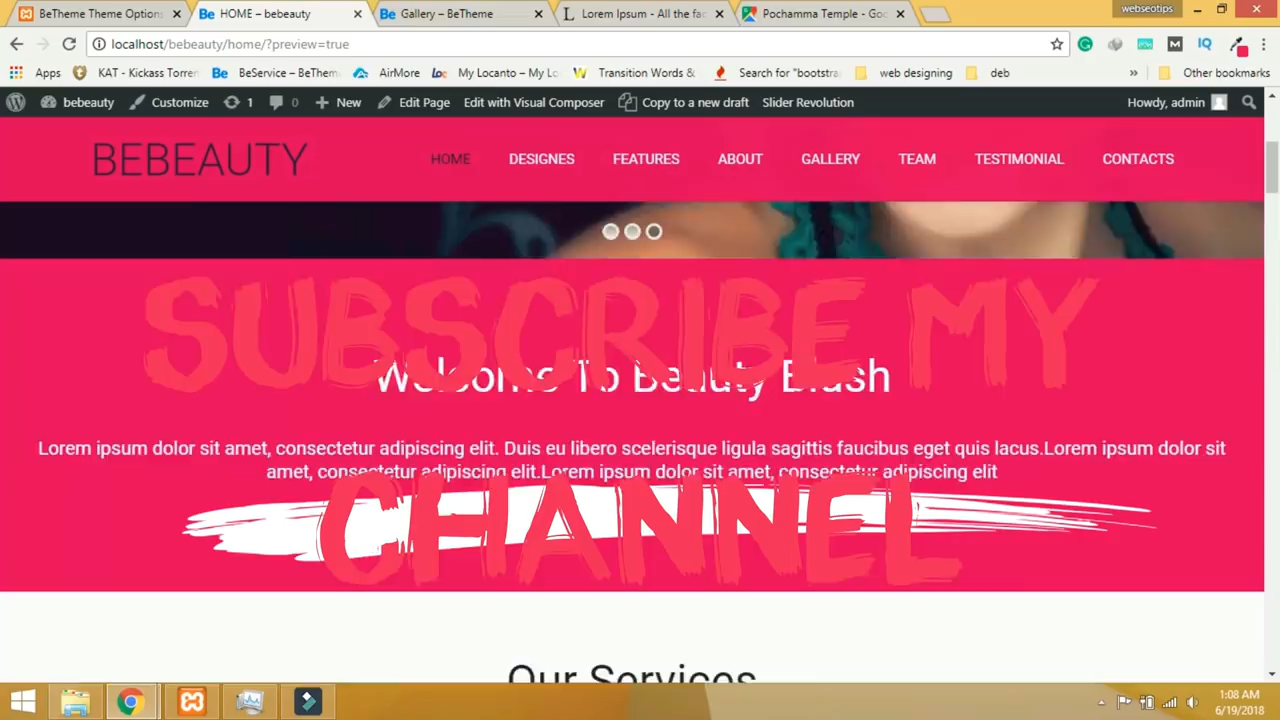 BeTheme Theme Options
HOME – bebeauty
Gallery – BeTheme
Lorem Ipsum - All the fac
Pochamma Temple - Goo
webseotips
localhost/bebeauty/home/?preview=true
Apps
KAT - Kickass Torren
BeService – BeThem
AirMore
My Locanto – My Lo
Transition Words &
Search for "bootstra
web designing
deb
»
Other bookmarks
bebeauty
Customize
1
0
New
Edit Page
Edit with Visual Composer
Copy to a new draft
Slider Revolution
Howdy, admin
BEBEAUTY
HOME
DESIGNES
FEATURES
ABOUT
GALLERY
TEAM
TESTIMONIAL
CONTACTS
SUBSCRIBE MY
Welcome To Beauty Blush
Lorem ipsum dolor sit amet, consectetur adipiscing elit. Duis eu libero scelerisque ligula sagittis faucibus eget quis lacus.Lorem ipsum dolor sit
amet, consectetur adipiscing elit.Lorem ipsum dolor sit amet, consectetur adipiscing elit
CHANNEL
Our Services
1:08 AM
6/19/2018